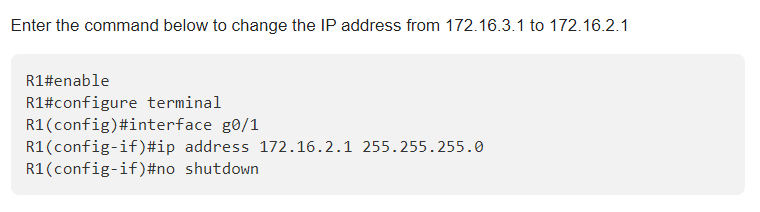 Enter the command below to change the IP address from 172.16.3.1 to 172.16.2.1
R1#enable
R1#configure terminal
R1(config)#interface g0/1
R1(config-if)#ip address 172.16.2.1 255.255.255.0
R1(config-if)#no shutdown